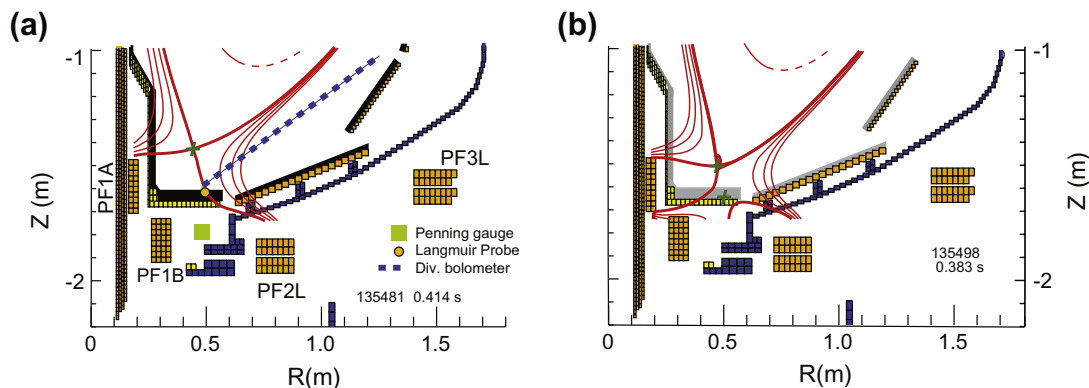 (a)
-1
Z (m)
-2
PF1A
PF1B
PF2L
PF3L
Penning gauge
Langmuir Probe
Div. bolometer
135481 0.414 s
0
0.5
1.0
1.5
R(m)
(b)
-1
Z (m)
-2
135498
0.383 s
0
0.5
1.0
1.5
R(m)